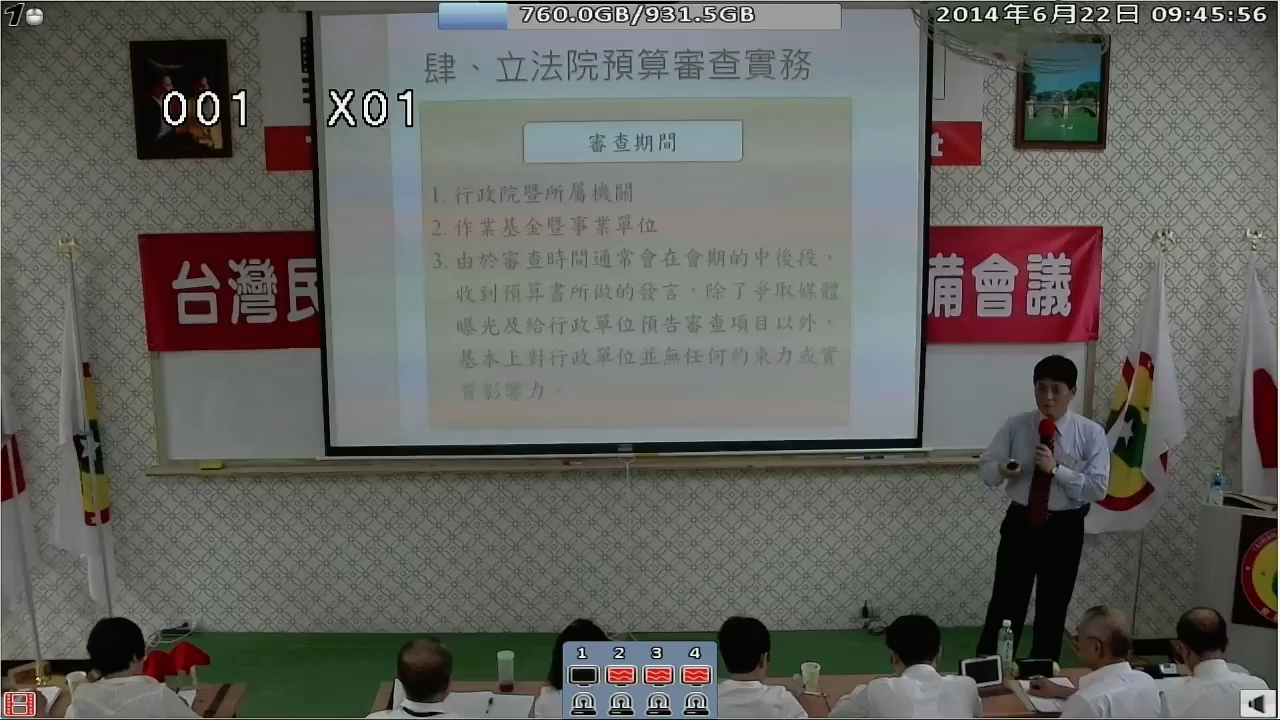 1
760.0GB/931.5GB
2014年6月22日 09:45:56
001 X01
肆、立法院預算審查實務
審查期間
1. 行政院暨所屬機關
2. 作業基金暨事業單位
3. 由於審查時間通常會在會期的中後段，
收到預算書所做的發言，除了爭取媒體
曝光及給行政單位預告審查項目以外，
基本上對行政單位並無任何約束力或實
質影響力。
t
台灣民
備會議
1 2 3 4